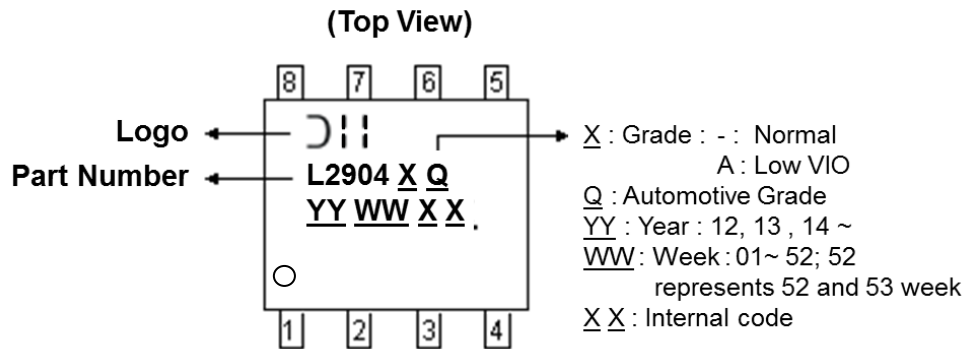 (Top View)
8 7 6 5
Logo
Part Number
L2904 X Q
YY WW X X .
1 2 3 4
X : Grade : - : Normal
A : Low VIO
Q : Automotive Grade
YY : Year : 12, 13 , 14 ~
WW : Week : 01~ 52; 52
represents 52 and 53 week
X X : Internal code